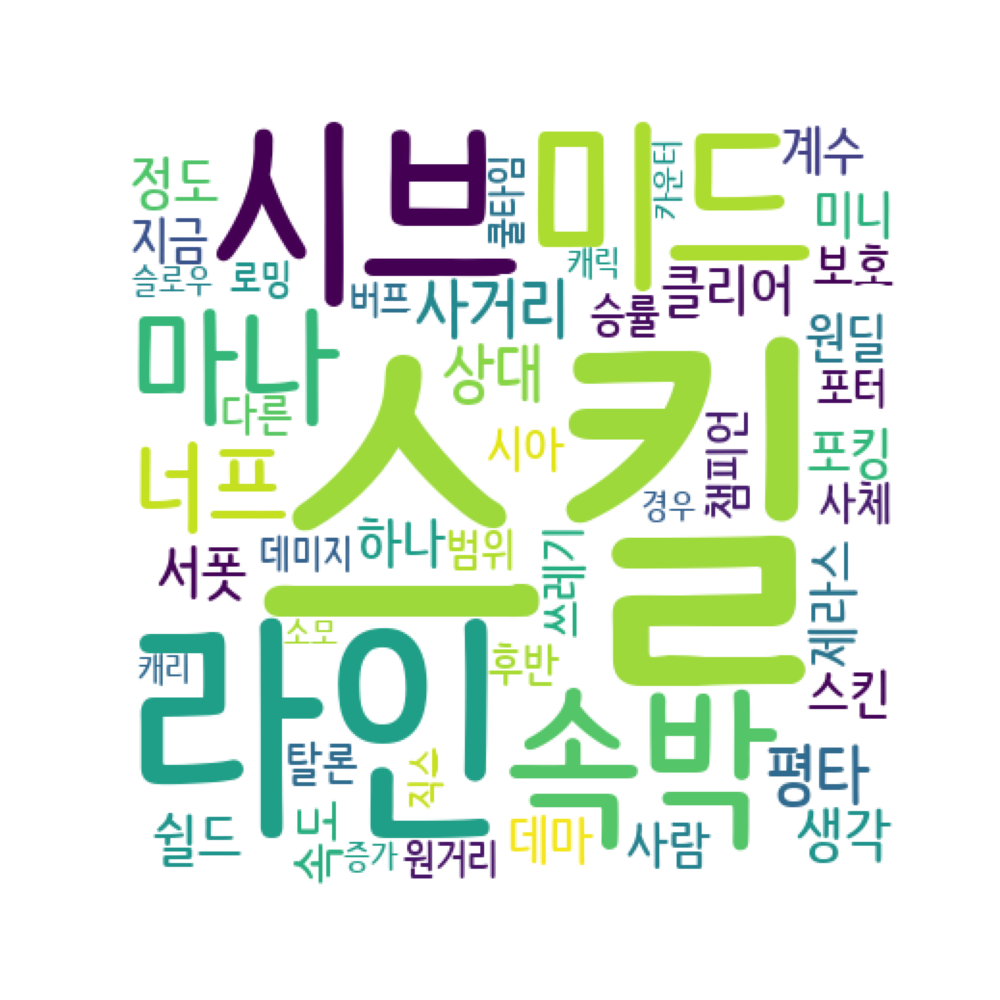 정도
시브
쿨타임
미드
카운터
계수
지금
미니
슬로우
로밍
버프
사거리
캐릭
승률
클리어
보호
마나
다른
상대
스킬
원딜
포터
너프
시아
챔피언
포킹
경우
사체
서폿
데미지
하나
범위
쓰레기
제라스
라인
소모
후반
속박
스킨
캐리
탈론
직스
평타
쉴드
속도
증가
원거리
데마
사람
생각